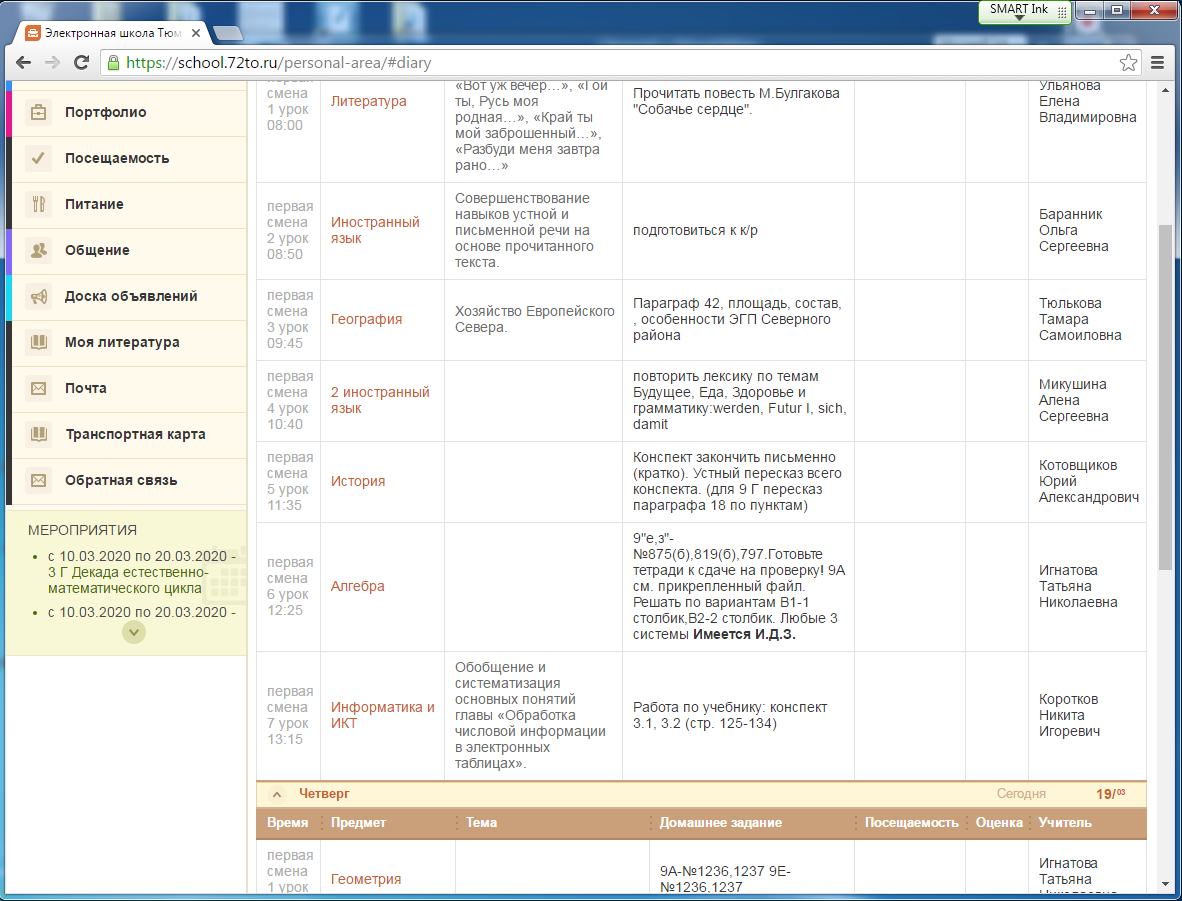 SMART Ink
Электронная школа Тюм
https://school.72to.ru/personal-area/#diary
Портфолио
Посещаемость
Питание
Общение
Доска объявлений
Моя литература
Почта
Транспортная карта
Обратная связь
МЕРОПРИЯТИЯ
с 10.03.2020 по 20.03.2020 -
3 Г Декада естественно-
математического цикла
с 10.03.2020 по 20.03.2020 -
первая
смена
1 урок
08:00
Литература
«Вот уж вечер…», «Гой
ты, Русь моя
родная…», «Край ты
мой заброшенный…»,
«Разбуди меня завтра
рано…»
Прочитать повесть М.Булгакова
"Собачье сердце".
Ульянова
Елена
Владимировна
первая
смена
2 урок
08:50
Иностранный
язык
Совершенствование
навыков устной и
письменной речи на
основе прочитанного
текста.
подготовиться к к/р
Баранник
Ольга
Сергеевна
первая
смена
3 урок
09:45
География
Хозяйство Европейского
Севера.
Параграф 42, площадь, состав,
, особенности ЭГП Северного
района
Тюлькова
Тамара
Самоиловна
первая
смена
4 урок
10:40
2 иностранный
язык
повторить лексику по темам
Будущее, Еда, Здоровье и
грамматику:werden, Futur I, sich,
damit
Микушина
Алена
Сергеевна
первая
смена
5 урок
11:35
История
Конспект закончить письменно
(кратко). Устный пересказ всего
конспекта. (для 9 Г пересказ
параграфа 18 по пунктам)
Котовщиков
Юрий
Александрович
первая
смена
6 урок
12:25
Алгебра
9"е,з"-
№875(б),819(б),797.Готовьте
тетради к сдаче на проверку! 9А
см. прикрепленный файл.
Решать по вариантам В1-1
столбик,В2-2 столбик. Любые 3
системы Имеется И.Д.З.
Игнатова
Татьяна
Николаевна
первая
смена
7 урок
13:15
Информатика и
ИКТ
Обобщение и
систематизация
основных понятий
главы «Обработка
числовой информации
в электронных
таблицах».
Работа по учебнику: конспект
3.1, 3.2 (стр. 125-134)
Коротков
Никита
Игоревич
Четверг Сегодня 19/03
Время Предмет Тема Домашнее задание Посещаемость Оценка Учитель
первая
смена
1 урок
Геометрия
9А-№1236,1237 9Е-
№1236,1237
Игнатова
Татьяна